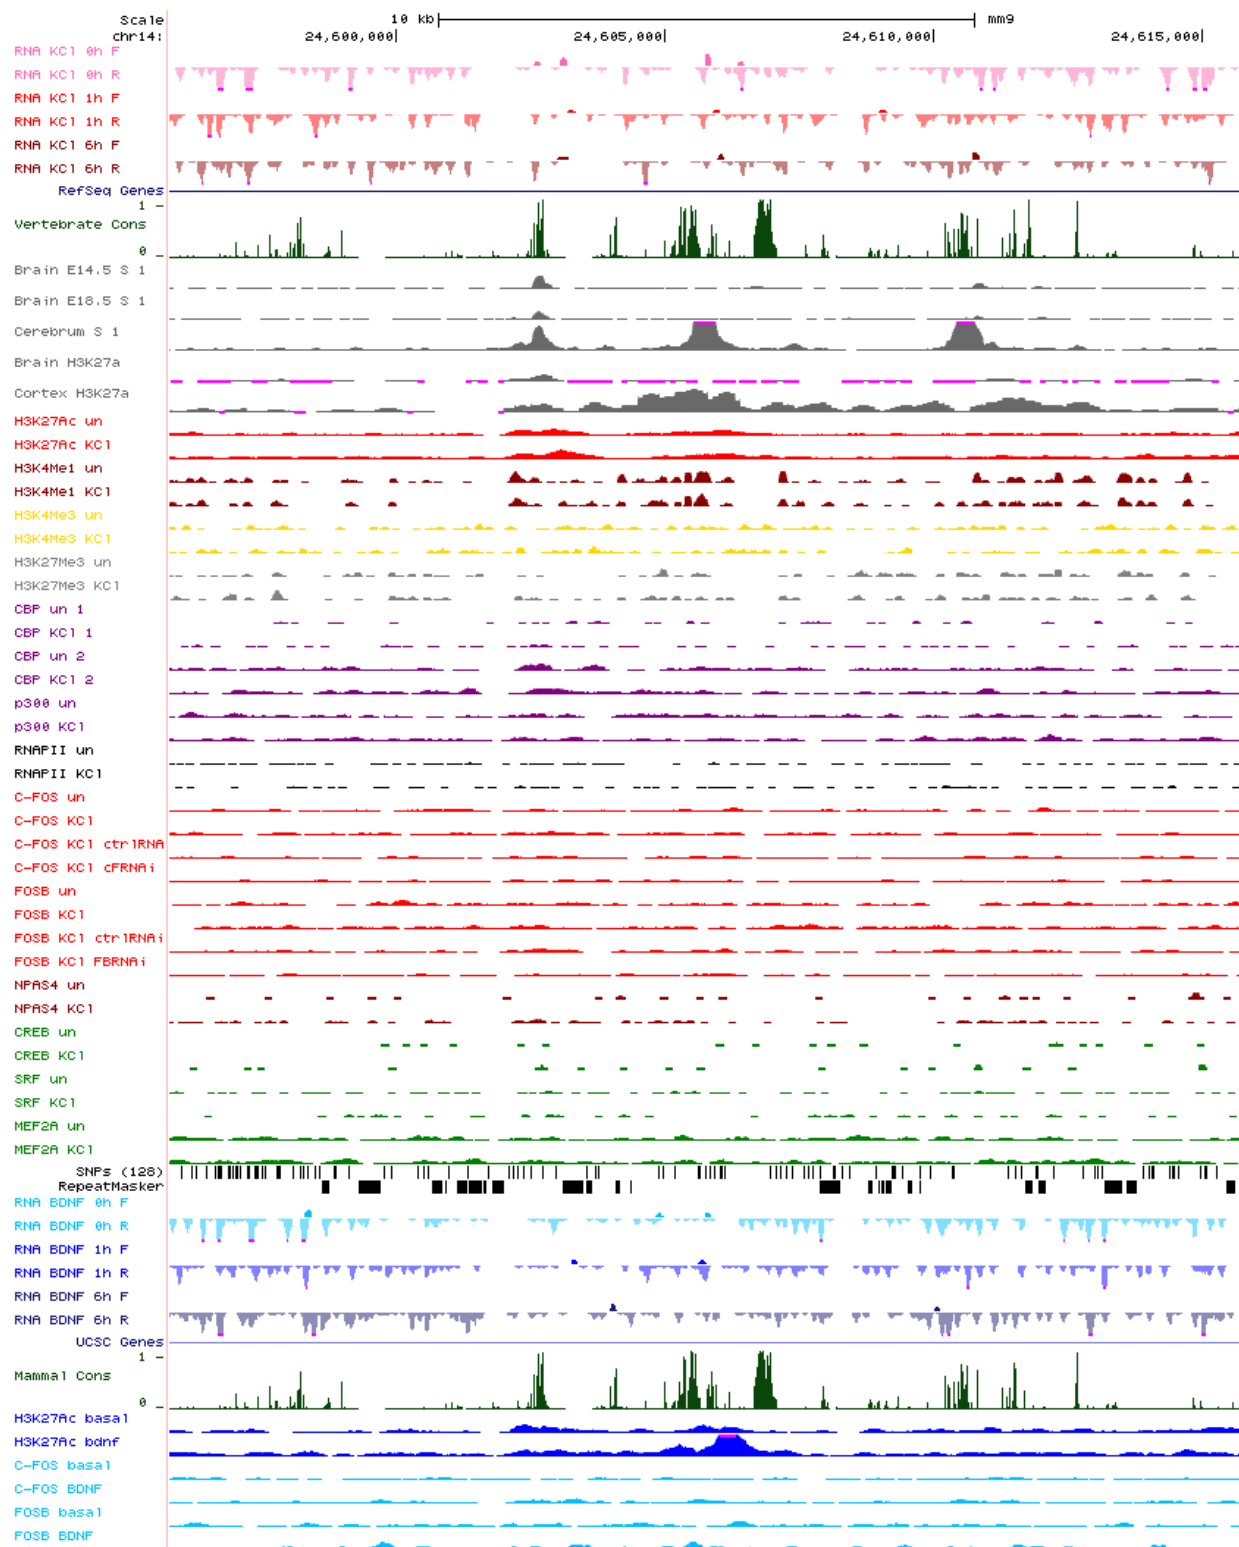 Scale 10 kb mm9
chr14: 24,600,000 24,605,000 24,610,000 24,615,000
RNA KCl 0h F
RNA KCl 0h R
RNA KCl 1h F
RNA KCl 1h R
RNA KCl 6h F
RNA KCl 6h R
RefSeq Genes
1 -
Vertebrate Cons
0 -
Brain E14.5 S 1
Brain E18.5 S 1
Cerebrum S 1
Brain H3K27a
Cortex H3K27a
H3K27Ac un
H3K27Ac KCl
H3K4Me1 un
H3K4Me1 KCl
H3K4Me3 un
H3K4Me3 KCl
H3K27Me3 un
H3K27Me3 KCl
CBP un 1
CBP KCl 1
CBP un 2
CBP KCl 2
p300 un
p300 KCl
RNAPII un
RNAPII KCl
C-FOS un
C-FOS KCl
C-FOS KCl ctrlRNA
C-FOS KCl cFRNAi
FOSB un
FOSB KCl
FOSB KCl ctrlRNAi
FOSB KCl FBRNAi
NPAS4 un
NPAS4 KCl
CREB un
CREB KCl
SRF un
SRF KCl
MEF2A un
MEF2A KCl
SNPs (128)
RepeatMasker
RNA BDNF 0h F
RNA BDNF 0h R
RNA BDNF 1h F
RNA BDNF 1h R
RNA BDNF 6h F
RNA BDNF 6h R
UCSC Genes
1 -
Mammal Cons
0 -
H3K27Ac basal
H3K27Ac bdnf
C-FOS basal
C-FOS BDNF
FOSB basal
FOSB BDNF